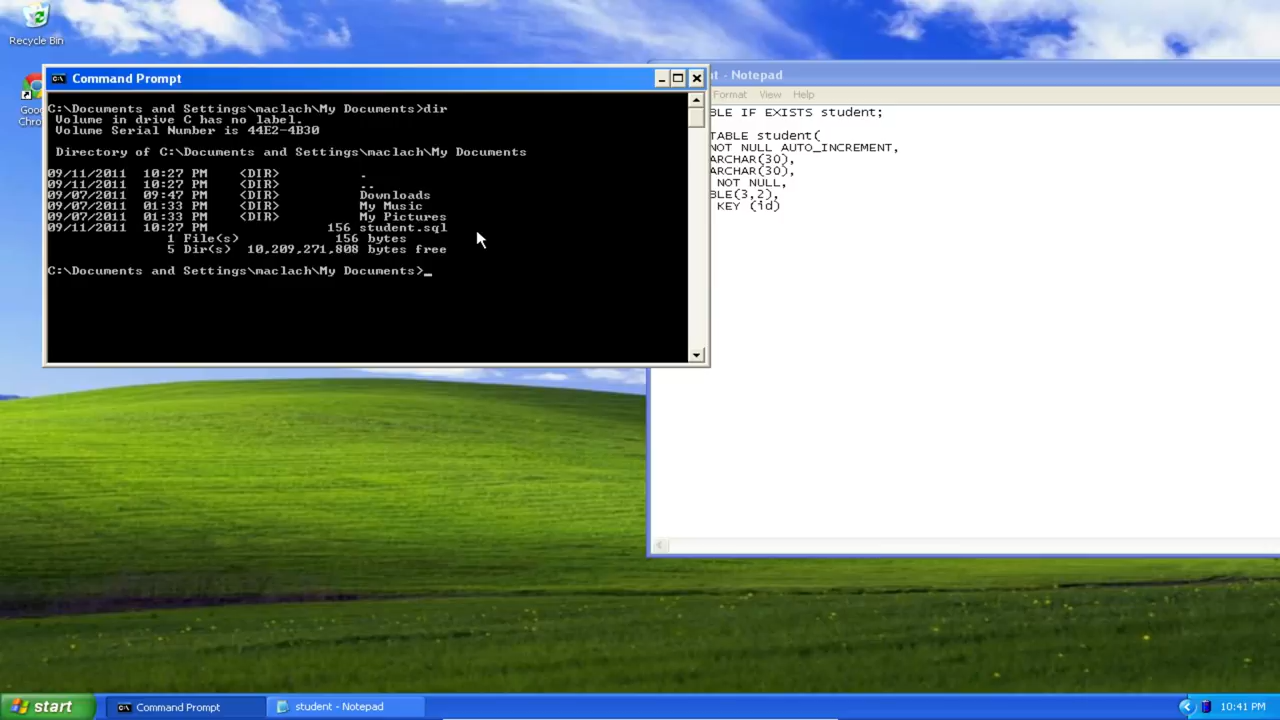 Recycle Bin
Goo
Chro
Command Prompt
C:\Documents and Settings\maclach\My Documents>dir
Volume in drive C has no label.
Volume Serial Number is 44E2-4B30
Directory of C:\Documents and Settings\maclach\My Documents
09/11/2011 10:27 PM <DIR> .
09/11/2011 10:27 PM <DIR> ..
09/07/2011 09:47 PM <DIR> Downloads
09/07/2011 01:33 PM <DIR> My Music
09/07/2011 01:33 PM <DIR> My Pictures
09/11/2011 10:27 PM 156 student.sql
1 File(s) 156 bytes
5 Dir(s) 10,209,271,808 bytes free
C:\Documents and Settings\maclach\My Documents>_
t - Notepad
Format View Help
BLE IF EXISTS student;
TABLE student(
NOT NULL AUTO_INCREMENT,
ARCHAR(30),
ARCHAR(30),
NOT NULL,
BLE(3,2),
KEY (id)
start
Command Prompt
student - Notepad
10:41 PM